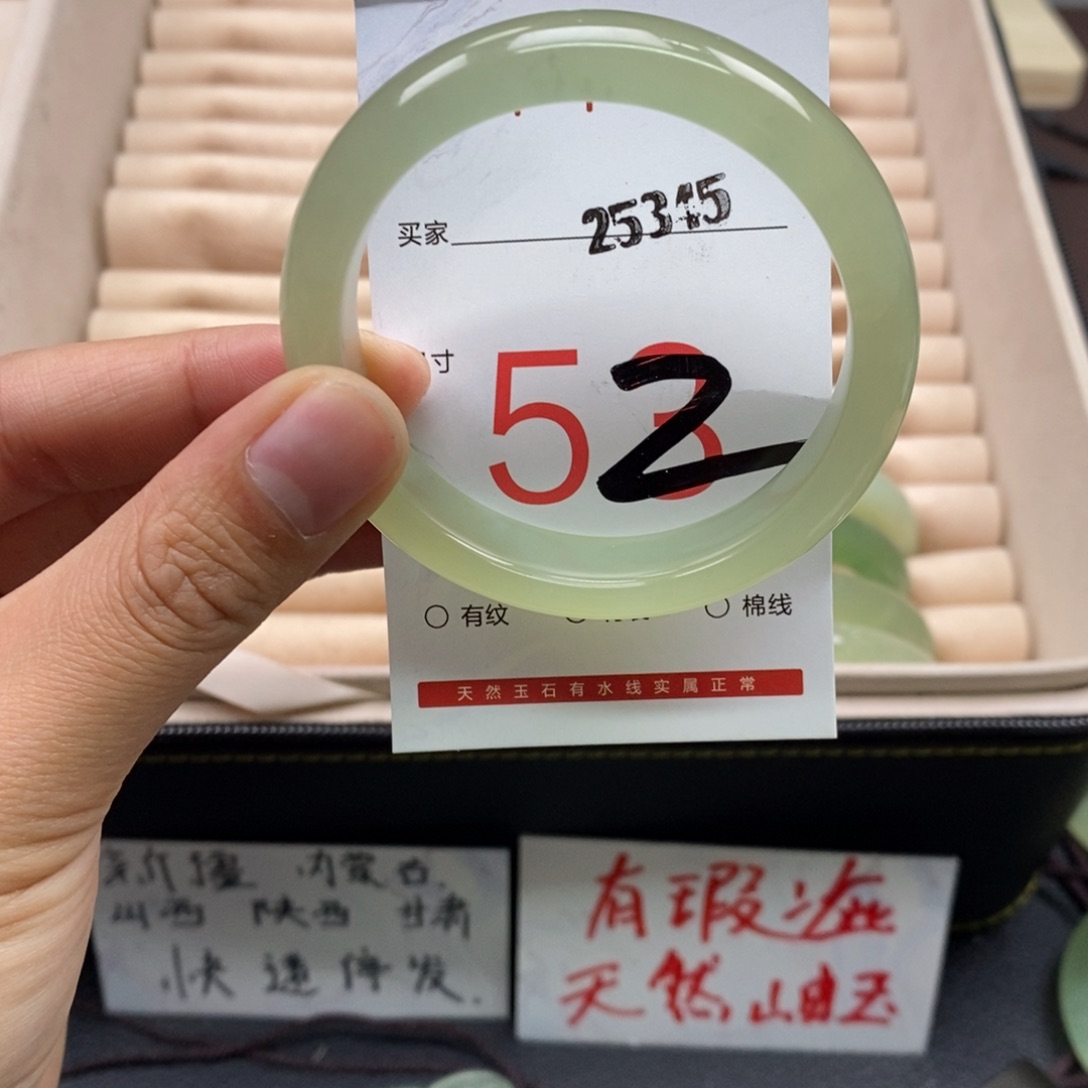 买家 25345
寸 52
有纹
棉线
天然玉石有水线实属正常
新疆 内蒙古.
山西 陕西 甘肃
快递停发.
有瑕疵
天然岫玉